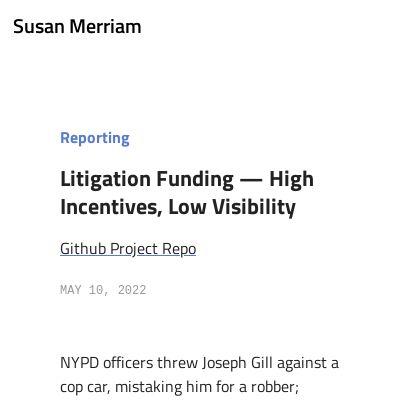 Susan Merriam
Reporting
Litigation Funding — High
Incentives, Low Visibility
Github Project Repo
MAY 10, 2022
NYPD officers threw Joseph Gill against a
cop car, mistaking him for a robber;